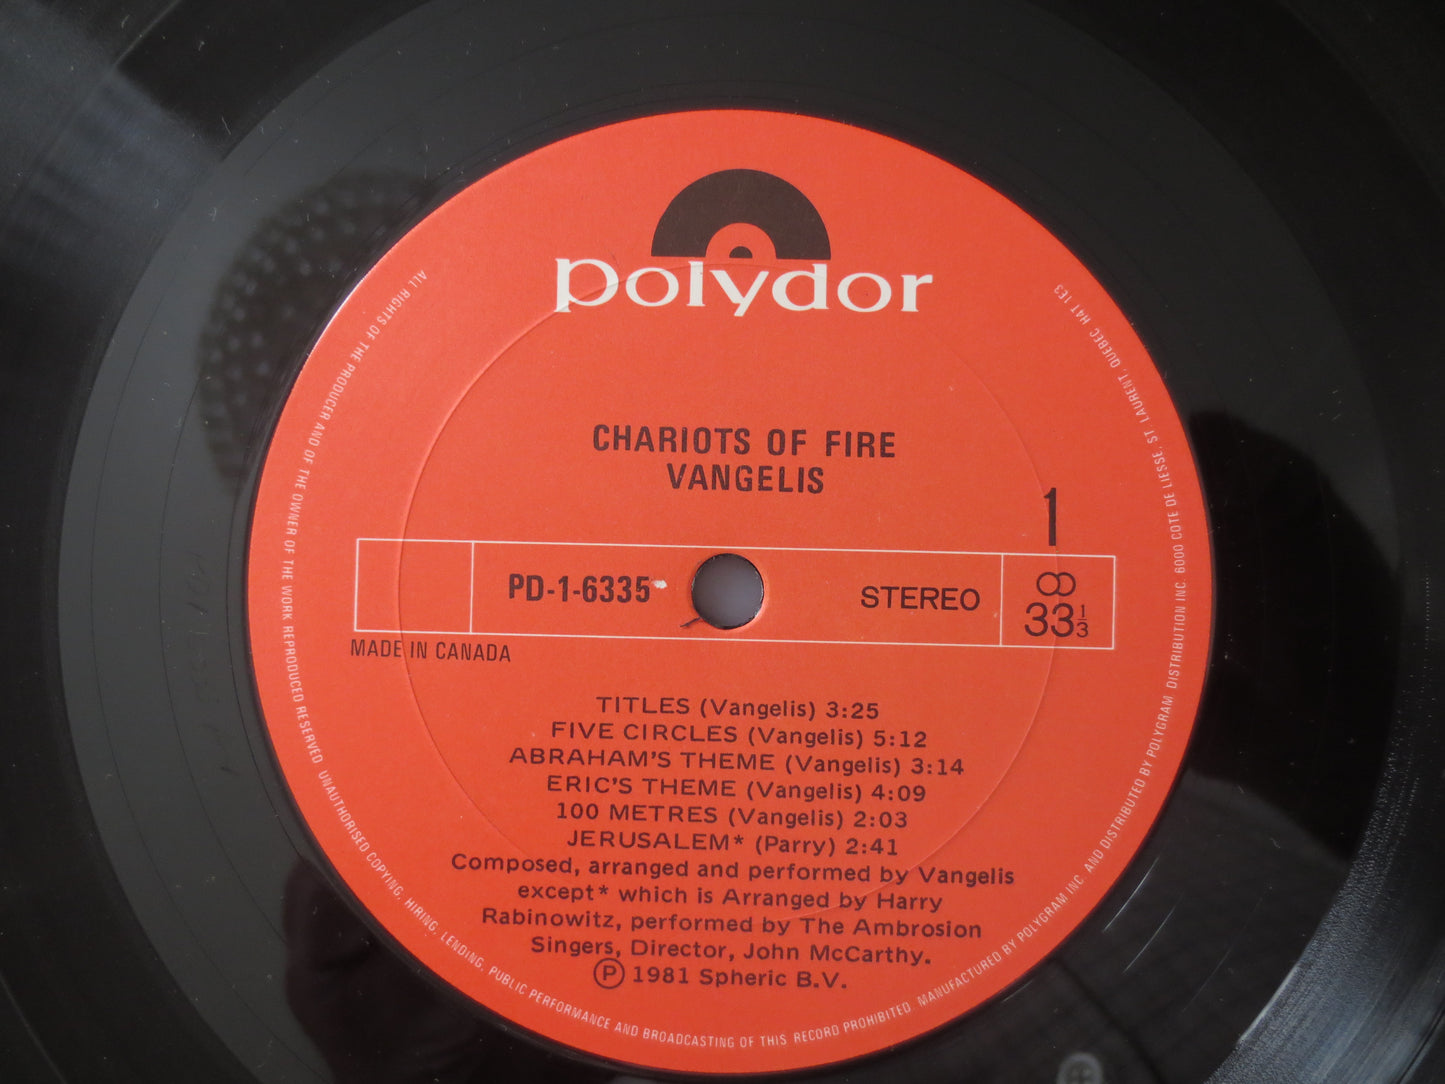 polydor
CHARIOTS OF FIRE
VANGELIS
1
PD-1-6335
STEREO
33 1/3
MADE IN CANADA
TITLES (Vangelis) 3:25
FIVE CIRCLES (Vangelis) 5:12
ABRAHAM'S THEME (Vangelis) 3:14
ERIC'S THEME (Vangelis) 4:09
100 METRES (Vangelis) 2:03
JERUSALEM* (Parry) 2:41
Composed, arranged and performed by Vangelis
except* which is Arranged by Harry
Rabinowitz, performed by The Ambrosion
Singers, Director, John McCarthy.
Ⓟ 1981 Spheric B.V.
ALL RIGHTS OF THE PRODUCER AND OF THE OWNER OF THE WORK REPRODUCED RESERVED. UNAUTHORISED COPYING, HIRING, LENDING, PUBLIC PERFORMANCE AND BROADCASTING OF THIS RECORD PROHIBITED. MANUFACTURED BY POLYGRAM INC. AND DISTRIBUTED BY POLYGRAM DISTRIBUTION INC. 6000 COTE DE LIESSE, ST LAURENT, QUEBEC H4T 1E3